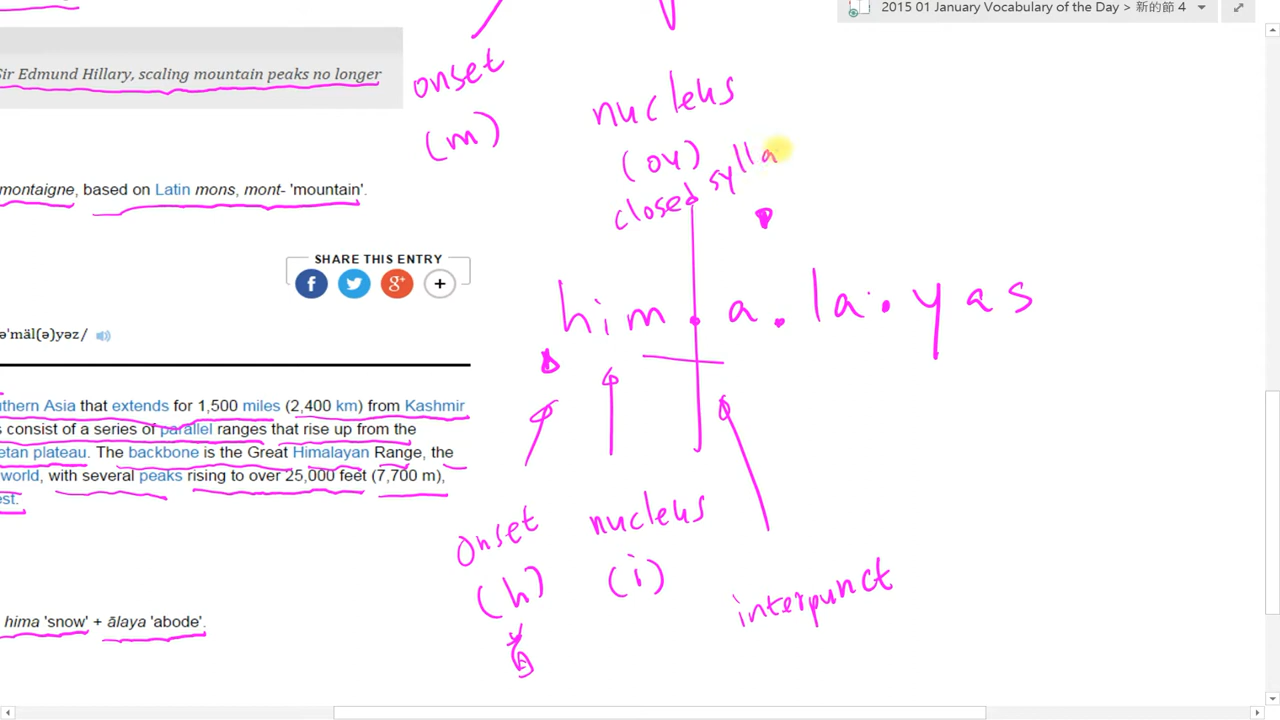 2015 01 January Vocabulary of the Day > 新的節 4
Sir Edmund Hillary, scaling mountain peaks no longer
onset
(m)
nucleus
(ou)
closed sylla
montaigne, based on Latin mons, mont- 'mountain'.
SHARE THIS ENTRY
him·a·la·yas
əˈmäl(ə)yəz/
uthern Asia that extends for 1,500 miles (2,400 km) from Kashmir
s consist of a series of parallel ranges that rise up from the
etan plateau. The backbone is the Great Himalayan Range, the
world, with several peaks rising to over 25,000 feet (7,700 m),
est.
onset
(h)
nucleus
(i)
interpunct
hima 'snow' + ālaya 'abode'.